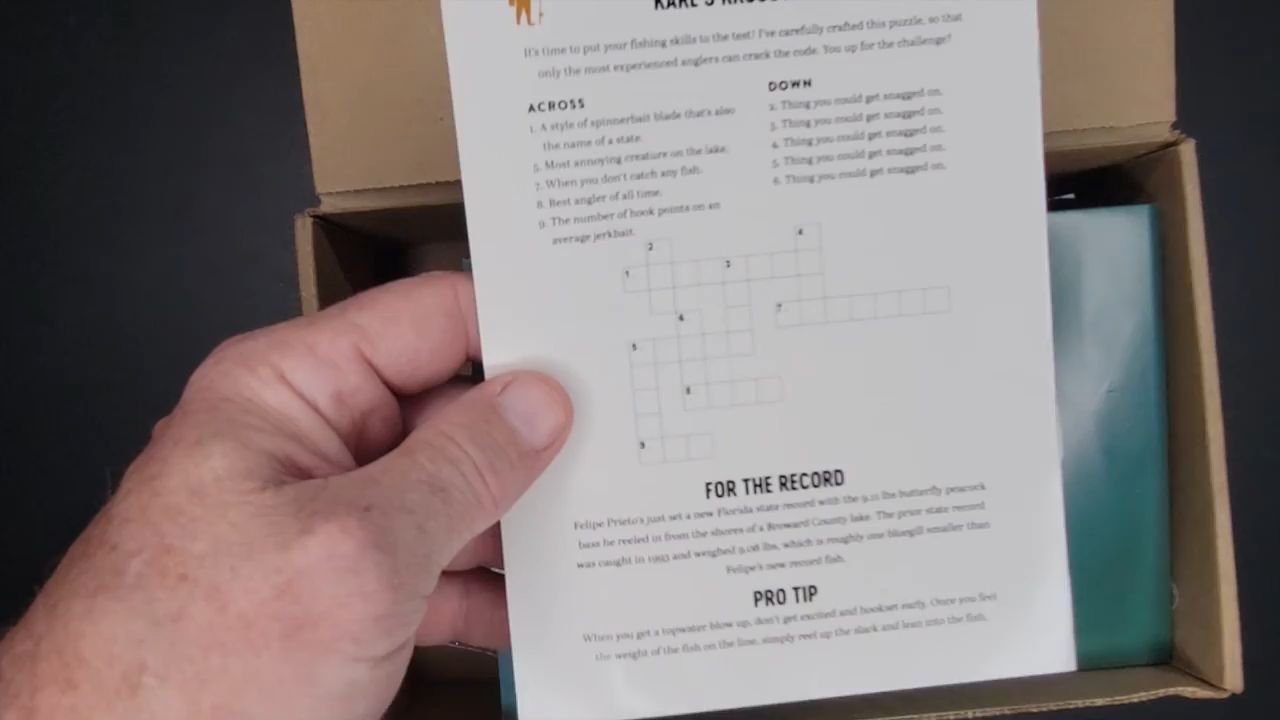 It's time to put your fishing skills to the test! I've carefully crafted this puzzle, so that
only the most experienced anglers can crack the code. You up for the challenge?
ACROSS
1. A style of spinnerbait blade that's also
the name of a state.
5. Most annoying creature on the lake.
7. When you don't catch any fish.
8. Best angler of all time.
9. The number of hook points on an
average jerkbait.
DOWN
2. Thing you could get snagged on.
3. Thing you could get snagged on.
4. Thing you could get snagged on.
5. Thing you could get snagged on.
6. Thing you could get snagged on.
2
4
1
3
7
6
5
8
9
FOR THE RECORD
Felipe Prieto's just set a new Florida state record with the 9.11 lbs butterfly peacock
bass he reeled in from the shores of a Broward County lake. The prior state record
was caught in 1993 and weighed 9.08 lbs, which is roughly one bluegill smaller than
Felipe's new record fish.
PRO TIP
When you get a topwater blow up, don't get excited and hookset early. Once you feel
the weight of the fish on the line, simply reel up the slack and lean into the fish.